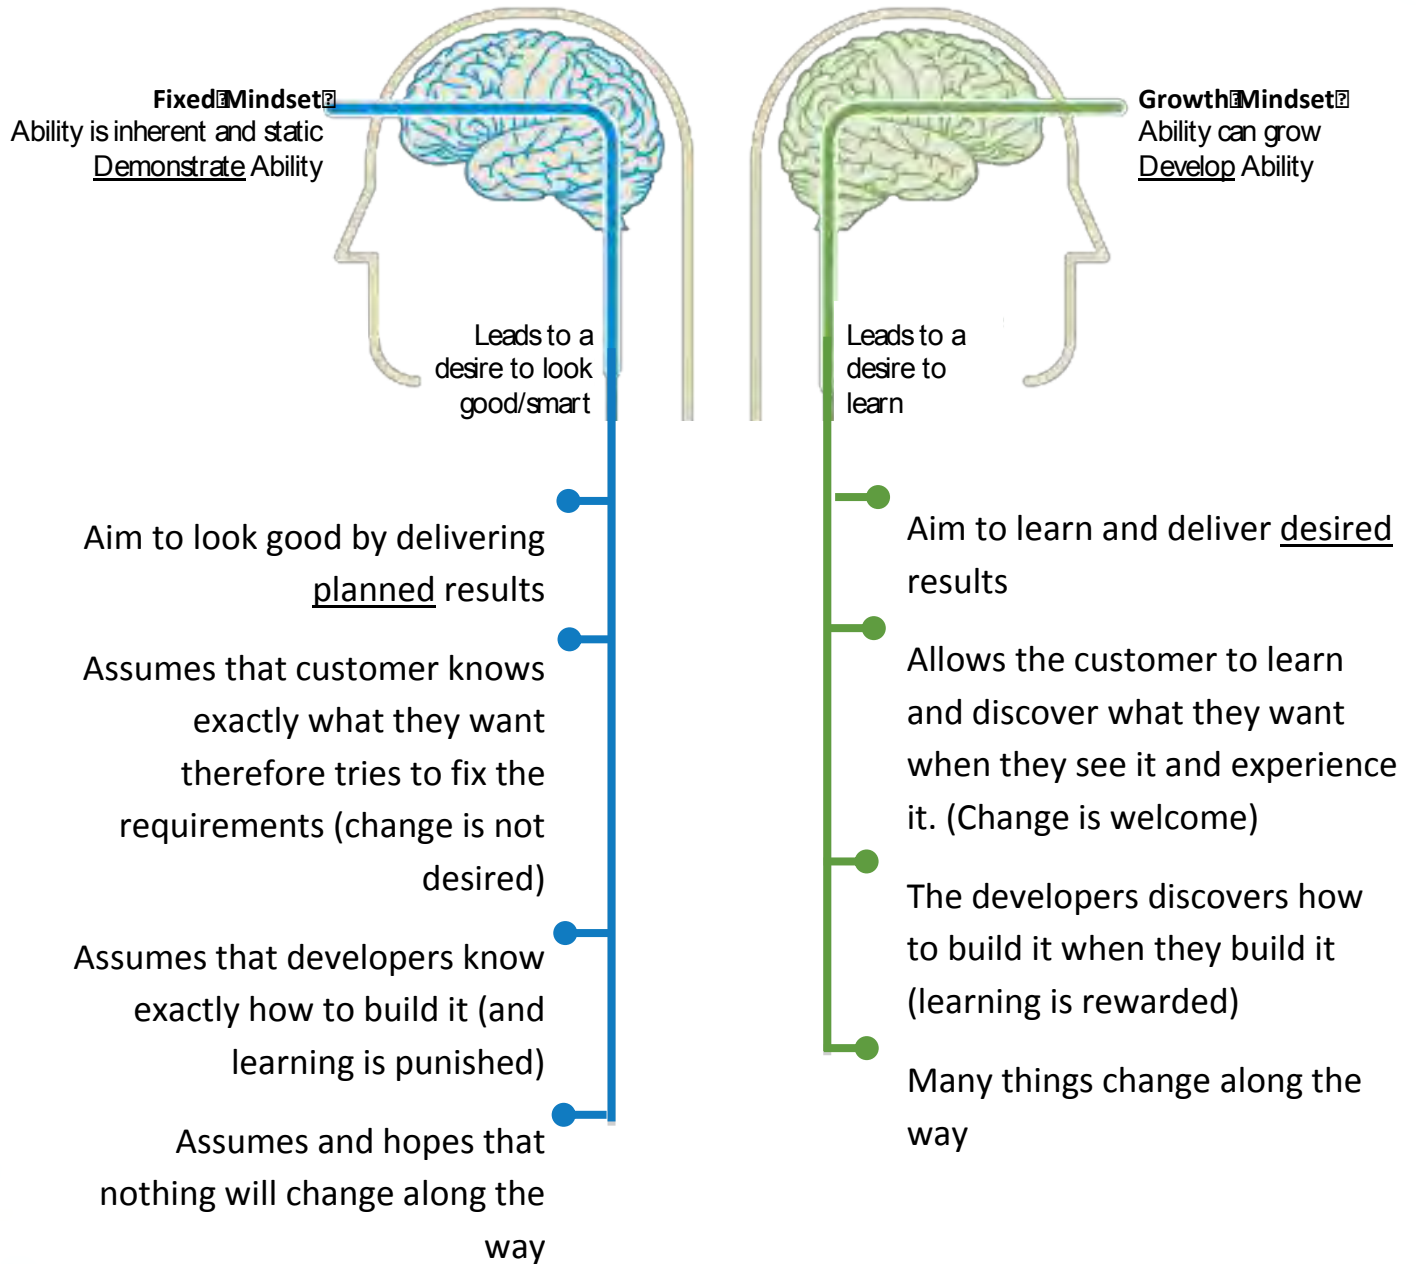 Fixed Mindset
Ability is inherent and static
Demonstrate Ability
Leads to a
desire to look
good/smart
Aim to look good by delivering
planned results
Assumes that customer knows
exactly what they want
therefore tries to fix the
requirements (change is not
desired)
Assumes that developers know
exactly how to build it (and
learning is punished)
Assumes and hopes that
nothing will change along the
way
Growth Mindset
Ability can grow
Develop Ability
Leads to a
desire to
learn
Aim to learn and deliver desired
results
Allows the customer to learn
and discover what they want
when they see it and experience
it. (Change is welcome)
The developers discovers how
to build it when they build it
(learning is rewarded)
Many things change along the
way